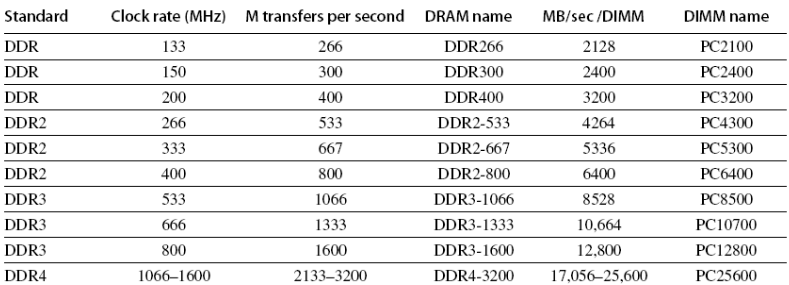 Standard Clock rate (MHz) M transfers per second DRAM name MB/sec /DIMM DIMM name
DDR 133 266 DDR266 2128 PC2100
DDR 150 300 DDR300 2400 PC2400
DDR 200 400 DDR400 3200 PC3200
DDR2 266 533 DDR2-533 4264 PC4300
DDR2 333 667 DDR2-667 5336 PC5300
DDR2 400 800 DDR2-800 6400 PC6400
DDR3 533 1066 DDR3-1066 8528 PC8500
DDR3 666 1333 DDR3-1333 10,664 PC10700
DDR3 800 1600 DDR3-1600 12,800 PC12800
DDR4 1066–1600 2133–3200 DDR4-3200 17,056–25,600 PC25600